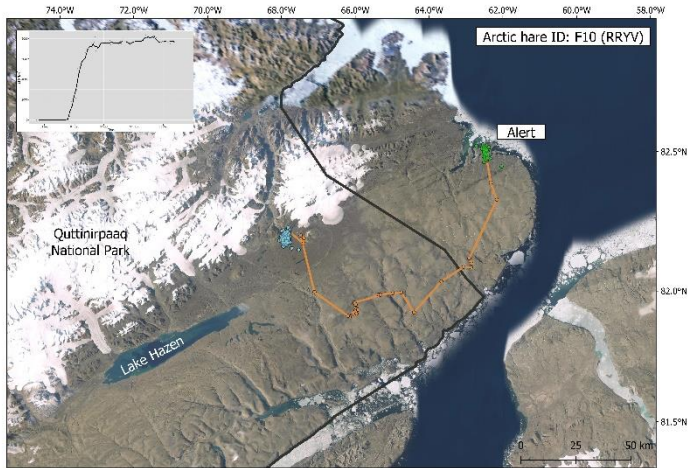 74.0°W
72.0°W
70.0°W
68.0°W
66.0°W
64.0°W
62.0°W
60.0°W
58.0°W
Arctic hare ID: F10 (RRYV)
Alert
82.5°N
Quttinirpaaq
National Park
82.0°N
Lake Hazen
81.5°N
0 25 50 km